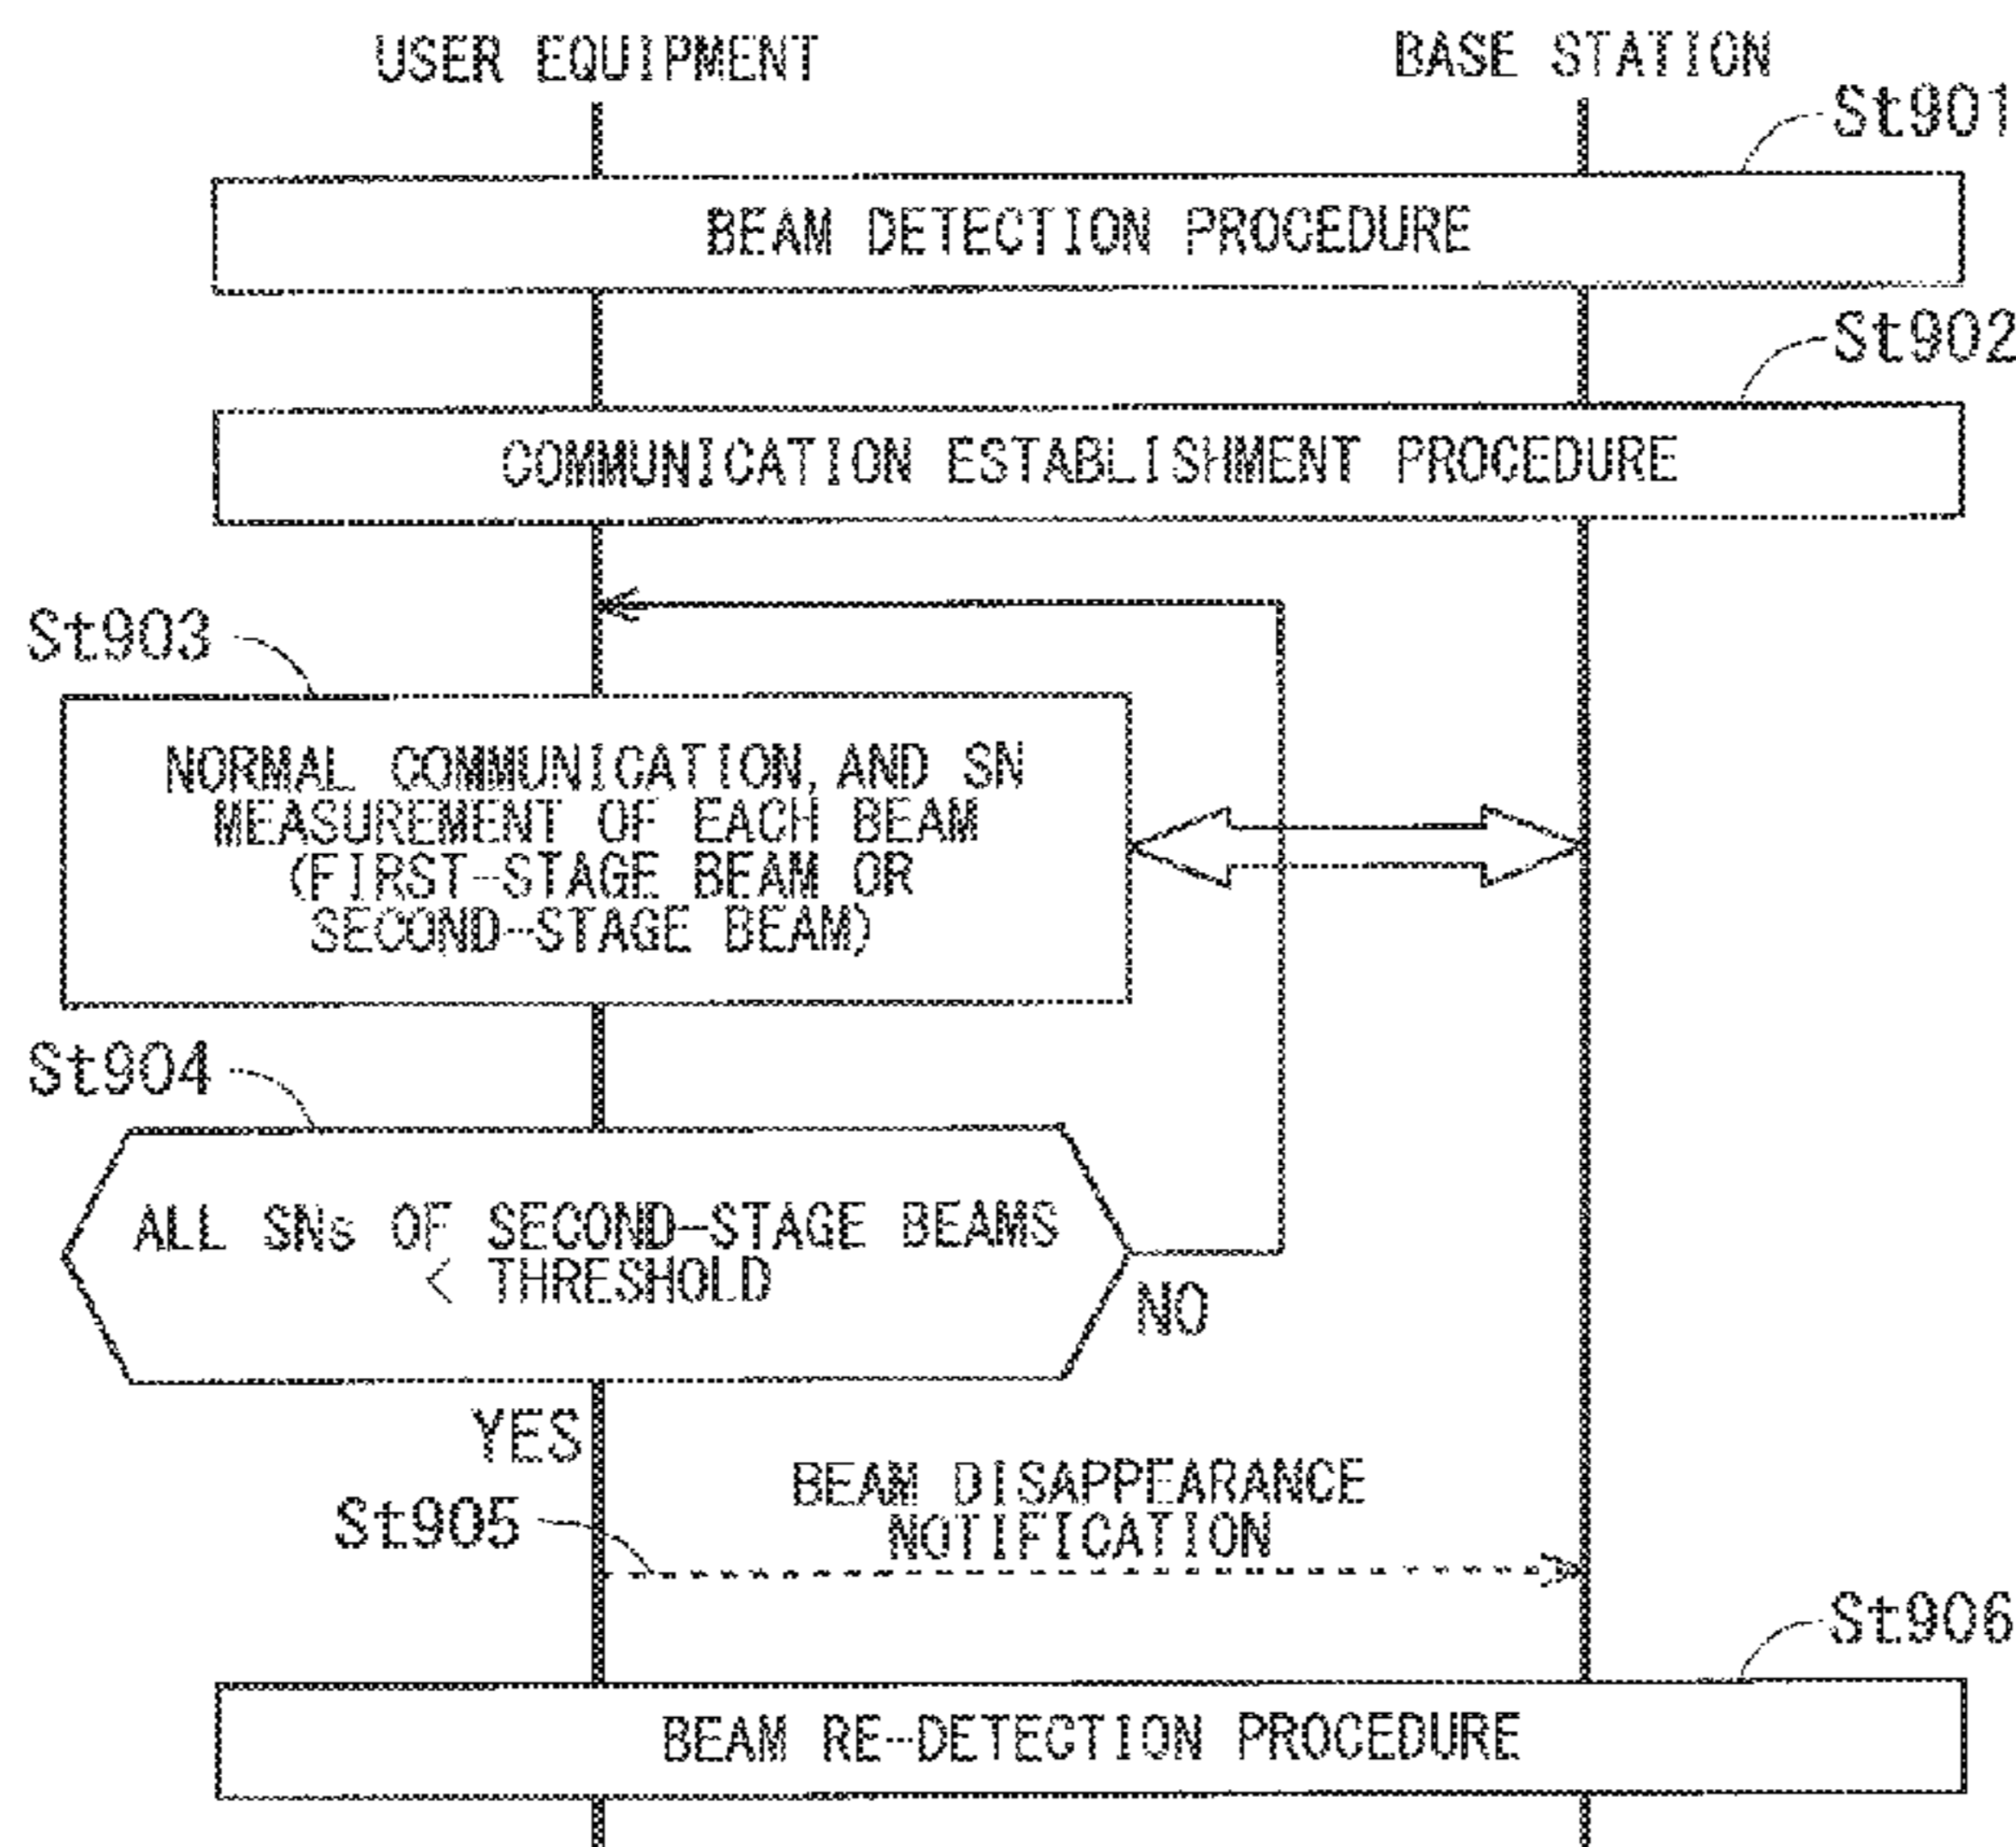 USER EQUIPMENT
BASE STATION
St901
BEAM DETECTION PROCEDURE
St902
COMMUNICATION ESTABLISHMENT PROCEDURE
St903
NORMAL COMMUNICATION, AND SN
MEASUREMENT OF EACH BEAM
(FIRST-STAGE BEAM OR
SECOND-STAGE BEAM)
St904
ALL SNs OF SECOND-STAGE BEAMS
< THRESHOLD
NO
YES
BEAM DISAPPEARANCE
NOTIFICATION
St905
St906
BEAM RE-DETECTION PROCEDURE